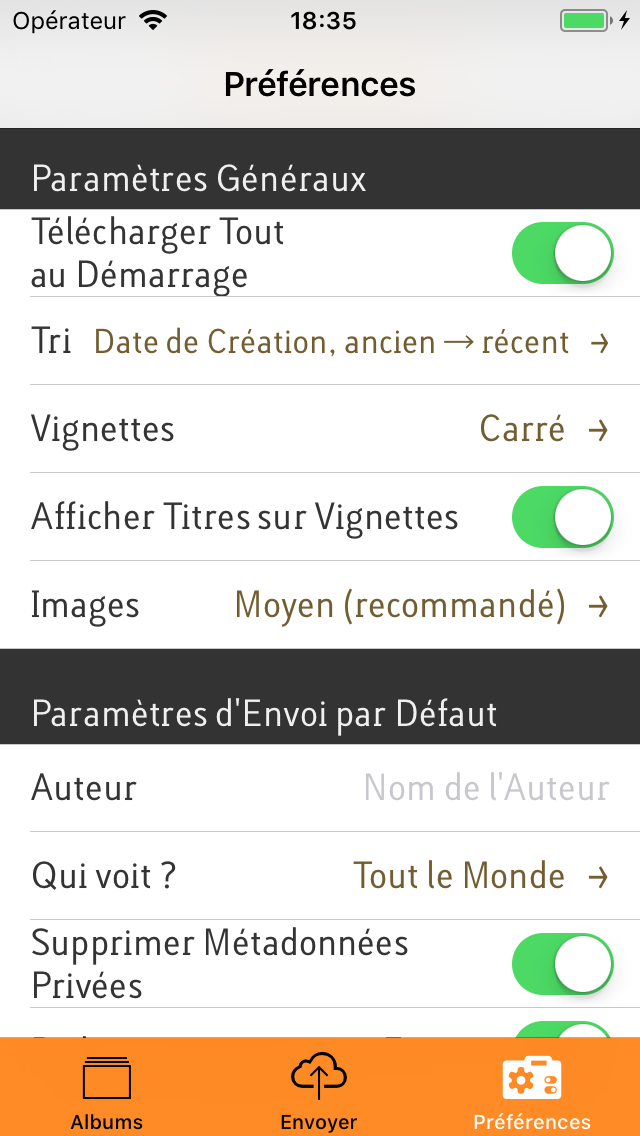 Opérateur 18:35
Préférences
Paramètres Généraux
Télécharger Tout
au Démarrage
Tri Date de Création, ancien → récent →
Vignettes Carré →
Afficher Titres sur Vignettes
Images Moyen (recommandé) →
Paramètres d'Envoi par Défaut
Auteur Nom de l'Auteur
Qui voit ? Tout le Monde →
Supprimer Métadonnées
Privées
Albums Envoyer Préférences